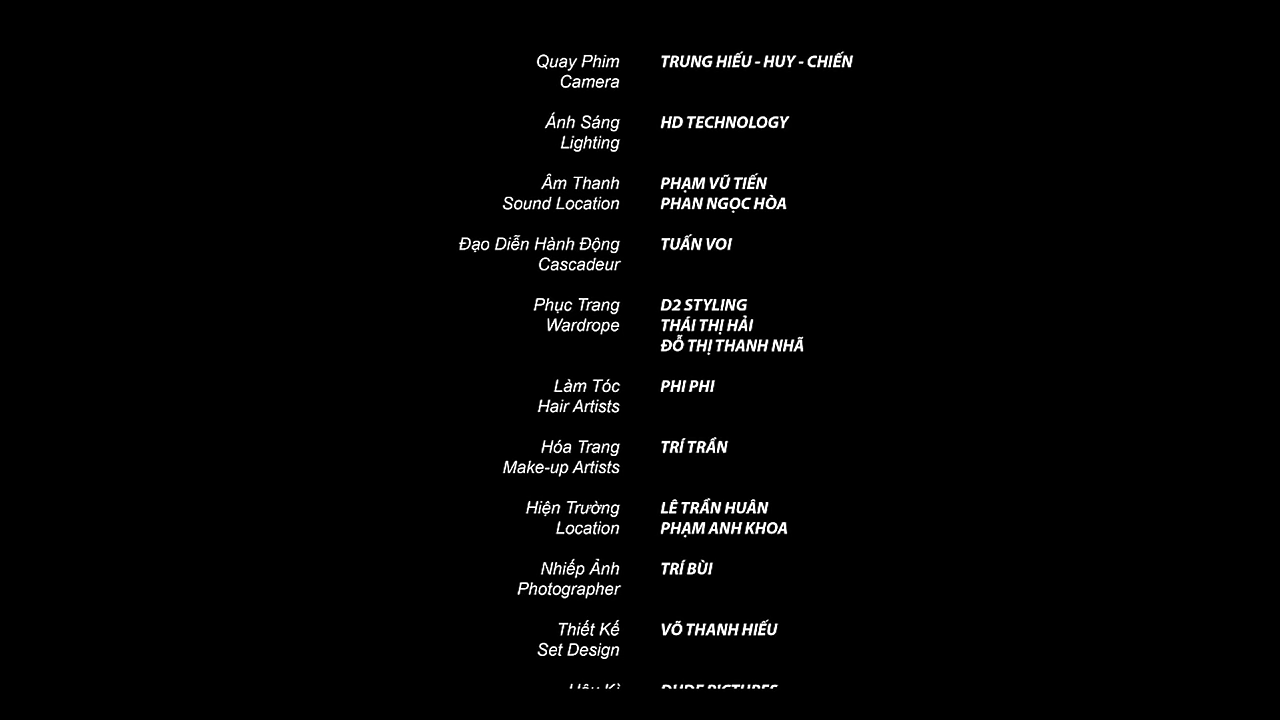 Quay Phim TRUNG HIẾU - HUY - CHIẾN
Camera
Ánh Sáng HD TECHNOLOGY
Lighting
Âm Thanh PHẠM VŨ TIẾN
Sound Location PHAN NGỌC HÒA
Đạo Diễn Hành Động TUẤN VOI
Cascadeur
Phục Trang D2 STYLING
Wardrope THÁI THỊ HẢI
ĐỖ THỊ THANH NHÃ
Làm Tóc PHI PHI
Hair Artists
Hóa Trang TRÍ TRẦN
Make-up Artists
Hiện Trường LÊ TRẦN HUÂN
Location PHẠM ANH KHOA
Nhiếp Ảnh TRÍ BÙI
Photographer
Thiết Kế VÕ THANH HIẾU
Set Design
DUDE PICTURES